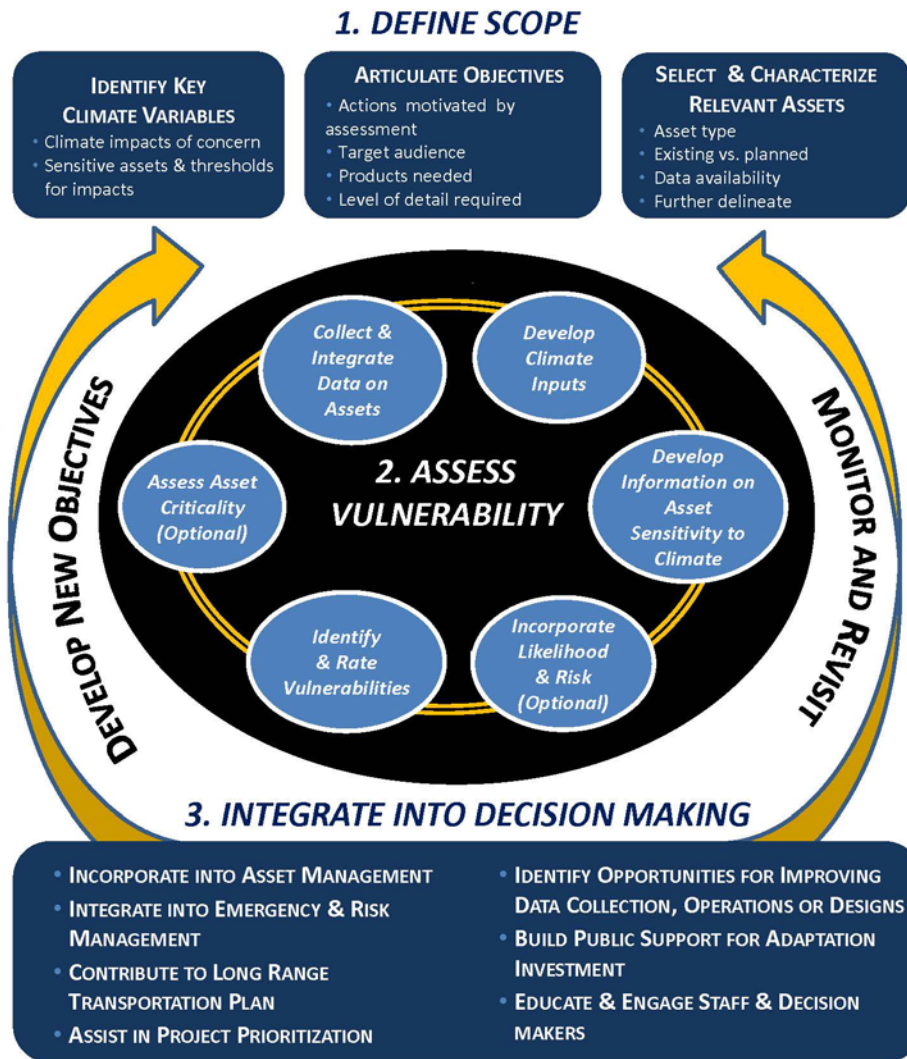 1. DEFINE SCOPE
IDENTIFY KEY
CLIMATE VARIABLES
• Climate impacts of concern
• Sensitive assets & thresholds
for impacts
ARTICULATE OBJECTIVES
• Actions motivated by
assessment
• Target audience
• Products needed
• Level of detail required
SELECT & CHARACTERIZE
RELEVANT ASSETS
• Asset type
• Existing vs. planned
• Data availability
• Further delineate
DEVELOP NEW OBJECTIVES
Collect &
Integrate
Data on
Assets
Develop
Climate
Inputs
Assess Asset
Criticality
(Optional)
2. ASSESS
VULNERABILITY
Develop
Information on
Asset
Sensitivity to
Climate
Identify
& Rate
Vulnerabilities
Incorporate
Likelihood
& Risk
(Optional)
MONITOR AND REVISIT
3. INTEGRATE INTO DECISION MAKING
• INCORPORATE INTO ASSET MANAGEMENT
• INTEGRATE INTO EMERGENCY & RISK
MANAGEMENT
• CONTRIBUTE TO LONG RANGE
TRANSPORTATION PLAN
• ASSIST IN PROJECT PRIORITIZATION
• IDENTIFY OPPORTUNITIES FOR IMPROVING
DATA COLLECTION, OPERATIONS OR DESIGNS
• BUILD PUBLIC SUPPORT FOR ADAPTATION
INVESTMENT
• EDUCATE & ENGAGE STAFF & DECISION
MAKERS